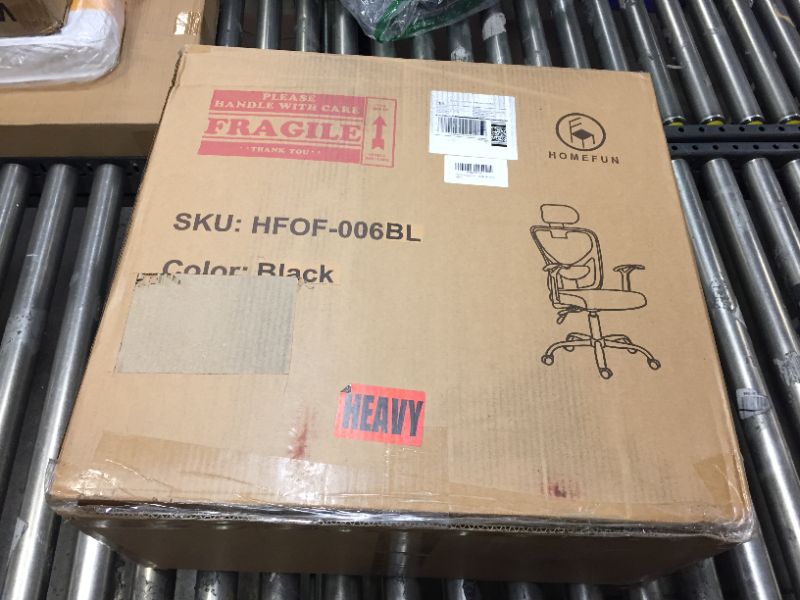 PLEASE
HANDLE WITH CARE
FRAGILE
THANK YOU
HOMEFUN
SKU: HFOF-006BL
Color: Black
HEAVY